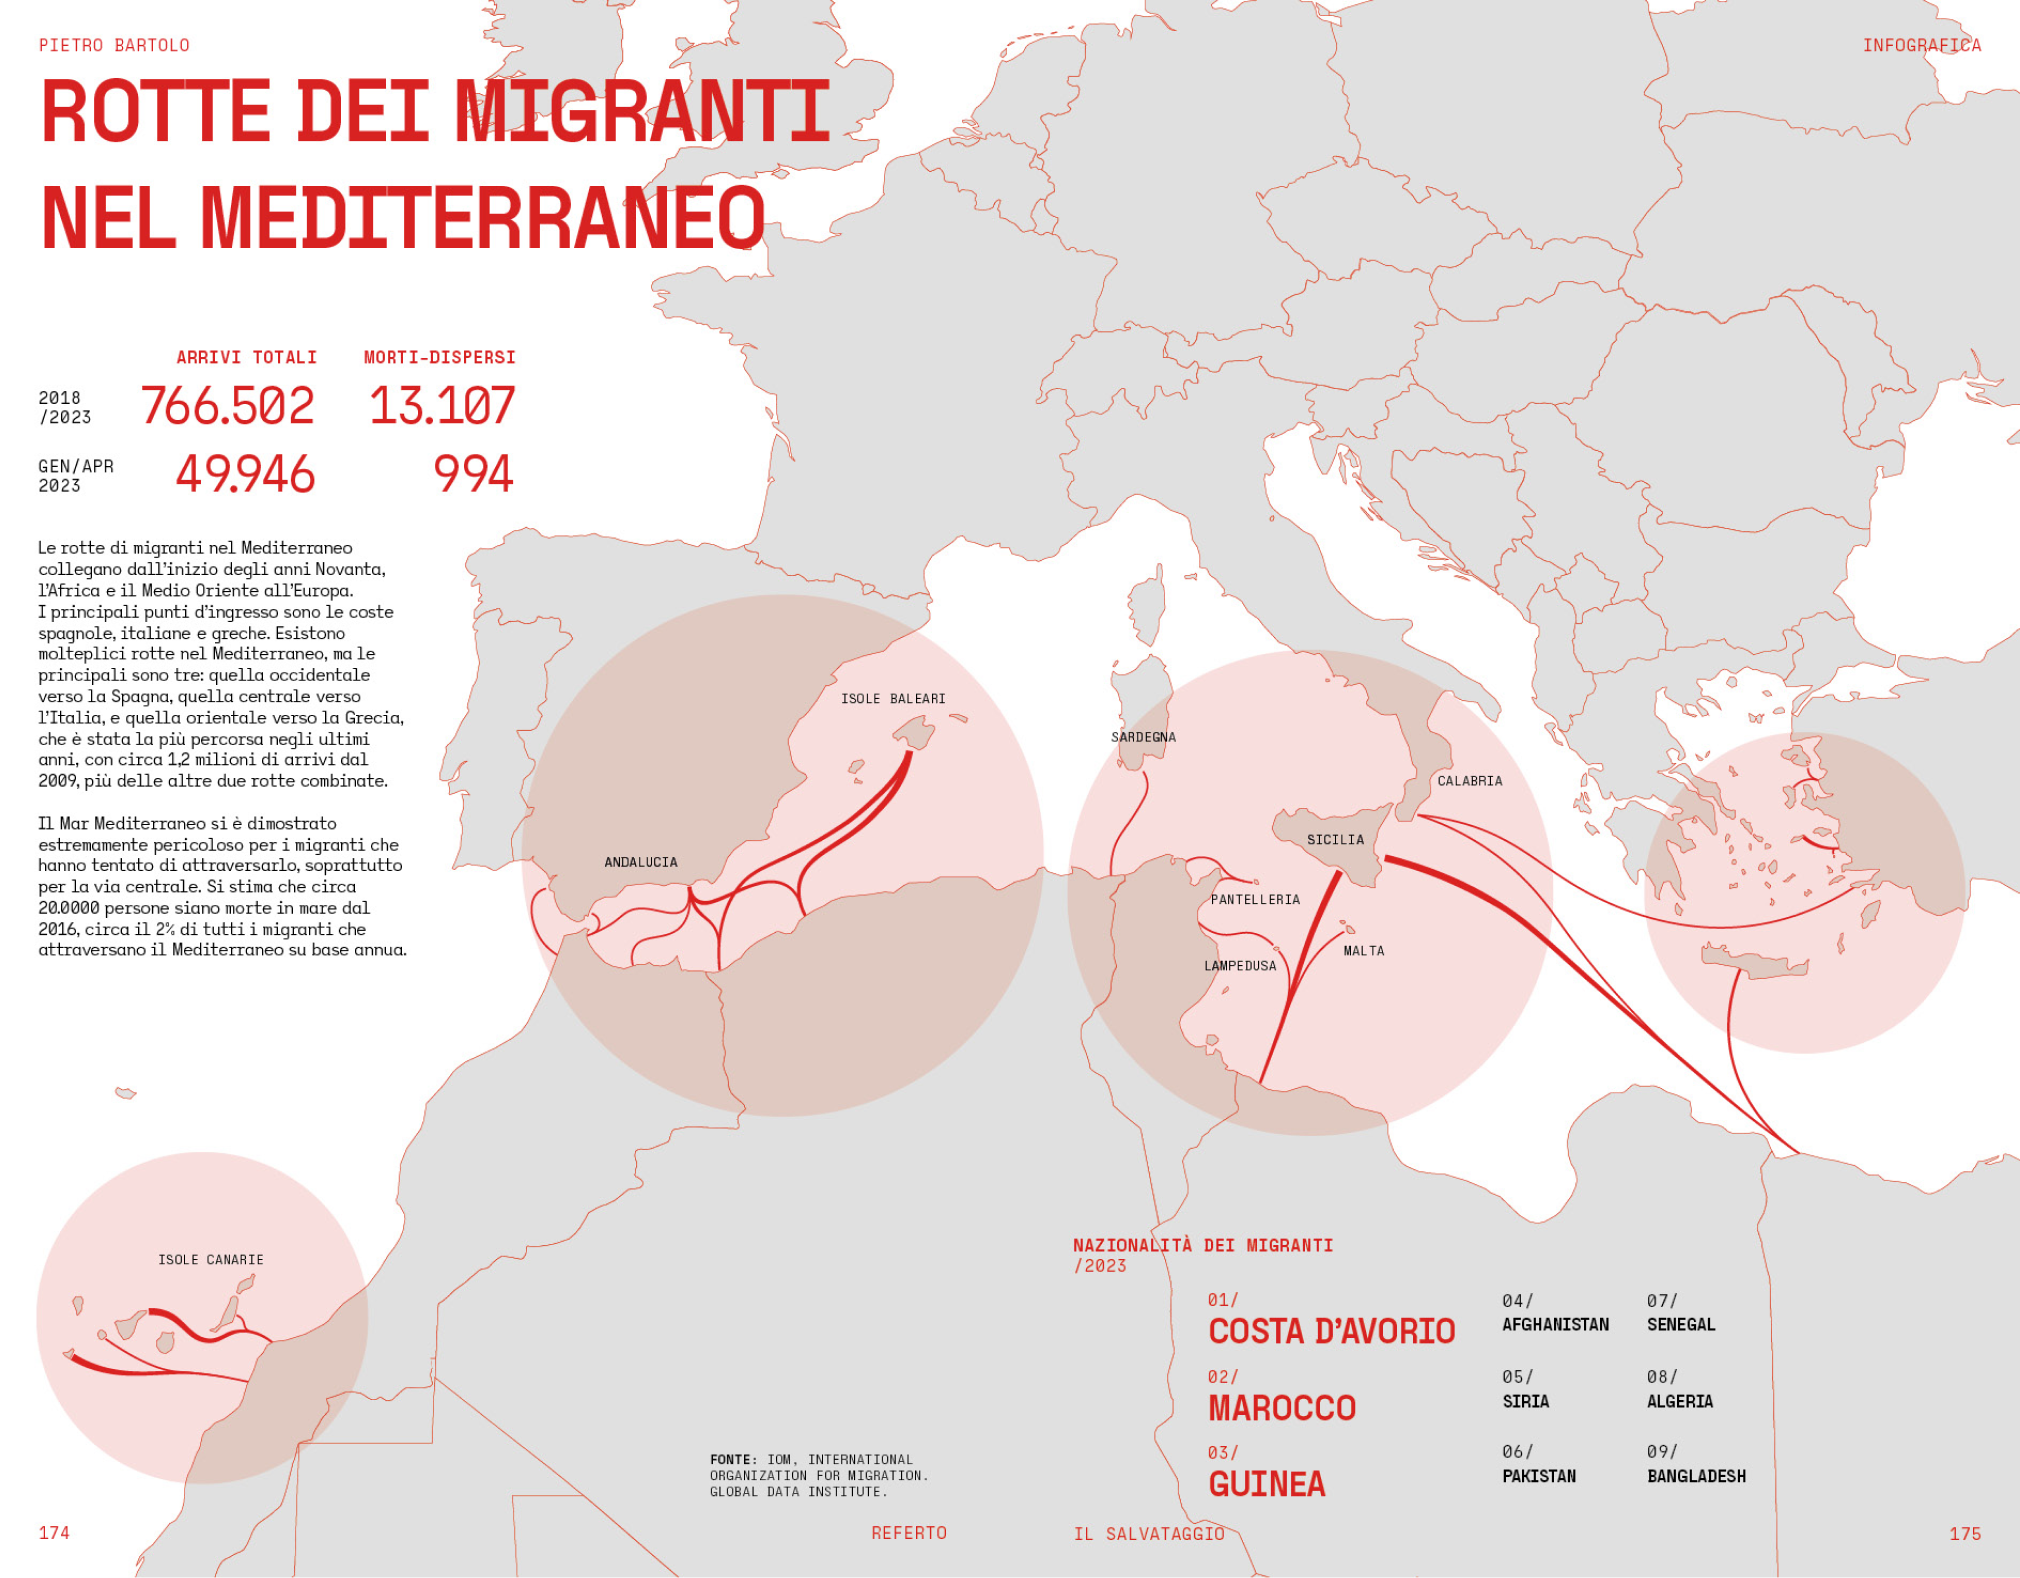 PIETRO BARTOLO
INFOGRAFICA
ROTTE DEI MIGRANTI
NEL MEDITERRANEO
ARRIVI TOTALI MORTI-DISPERSI
2018
/2023
766.502 13.107
GEN/APR
2023
49.946 994
Le rotte di migranti nel Mediterraneo
collegano dall'inizio degli anni Novanta,
l'Africa e il Medio Oriente all'Europa.
I principali punti d'ingresso sono le coste
spagnole, italiane e greche. Esistono
molteplici rotte nel Mediterraneo, ma le
principali sono tre: quella occidentale
verso la Spagna, quella centrale verso
l'Italia, e quella orientale verso la Grecia,
che è stata la più percorsa negli ultimi
anni, con circa 1,2 milioni di arrivi dal
2009, più delle altre due rotte combinate.
Il Mar Mediterraneo si è dimostrato
estremamente pericoloso per i migranti che
hanno tentato di attraversarlo, soprattutto
per la via centrale. Si stima che circa
20.0000 persone siano morte in mare dal
2016, circa il 2% di tutti i migranti che
attraversano il Mediterraneo su base annua.
ISOLE BALEARI
ANDALUCIA
SARDEGNA
CALABRIA
SICILIA
PANTELLERIA
LAMPEDUSA
MALTA
ISOLE CANARIE
NAZIONALITÀ DEI MIGRANTI
/2023
01/
COSTA D'AVORIO
02/
MAROCCO
03/
GUINEA
04/
AFGHANISTAN
05/
SIRIA
06/
PAKISTAN
07/
SENEGAL
08/
ALGERIA
09/
BANGLADESH
FONTE: IOM, INTERNATIONAL
ORGANIZATION FOR MIGRATION.
GLOBAL DATA INSTITUTE.
174
REFERTO
IL SALVATAGGIO
175